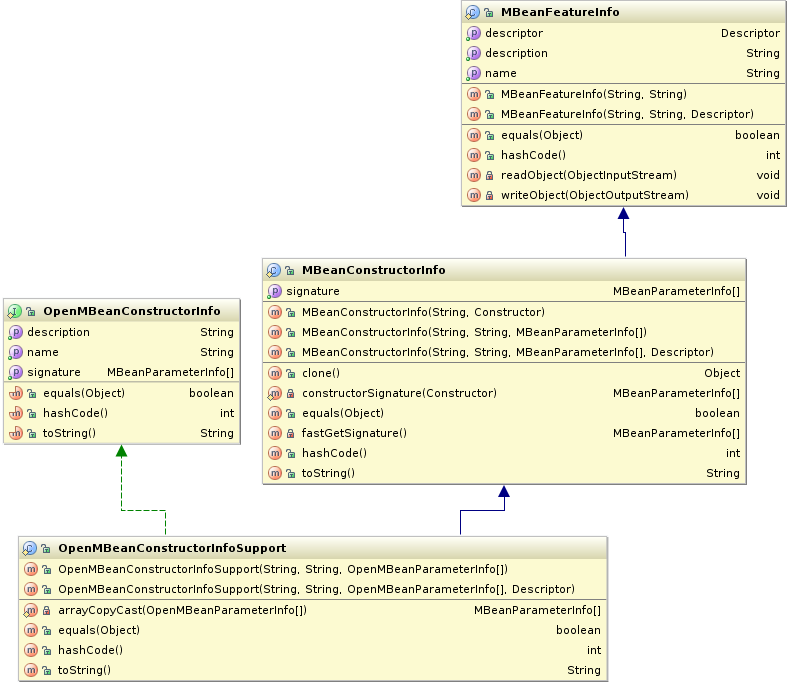 MBeanFeatureInfo
descriptor Descriptor
description String
name String
MBeanFeatureInfo(String, String)
MBeanFeatureInfo(String, String, Descriptor)
equals(Object) boolean
hashCode() int
readObject(ObjectInputStream) void
writeObject(ObjectOutputStream) void
MBeanConstructorInfo
signature MBeanParameterInfo[]
MBeanConstructorInfo(String, Constructor)
MBeanConstructorInfo(String, String, MBeanParameterInfo[])
MBeanConstructorInfo(String, String, MBeanParameterInfo[], Descriptor)
clone() Object
constructorSignature(Constructor) MBeanParameterInfo[]
equals(Object) boolean
fastGetSignature() MBeanParameterInfo[]
hashCode() int
toString() String
OpenMBeanConstructorInfo
description String
name String
signature MBeanParameterInfo[]
equals(Object) boolean
hashCode() int
toString() String
OpenMBeanConstructorInfoSupport
OpenMBeanConstructorInfoSupport(String, String, OpenMBeanParameterInfo[])
OpenMBeanConstructorInfoSupport(String, String, OpenMBeanParameterInfo[], Descriptor)
arrayCopyCast(OpenMBeanParameterInfo[]) MBeanParameterInfo[]
equals(Object) boolean
hashCode() int
toString() String